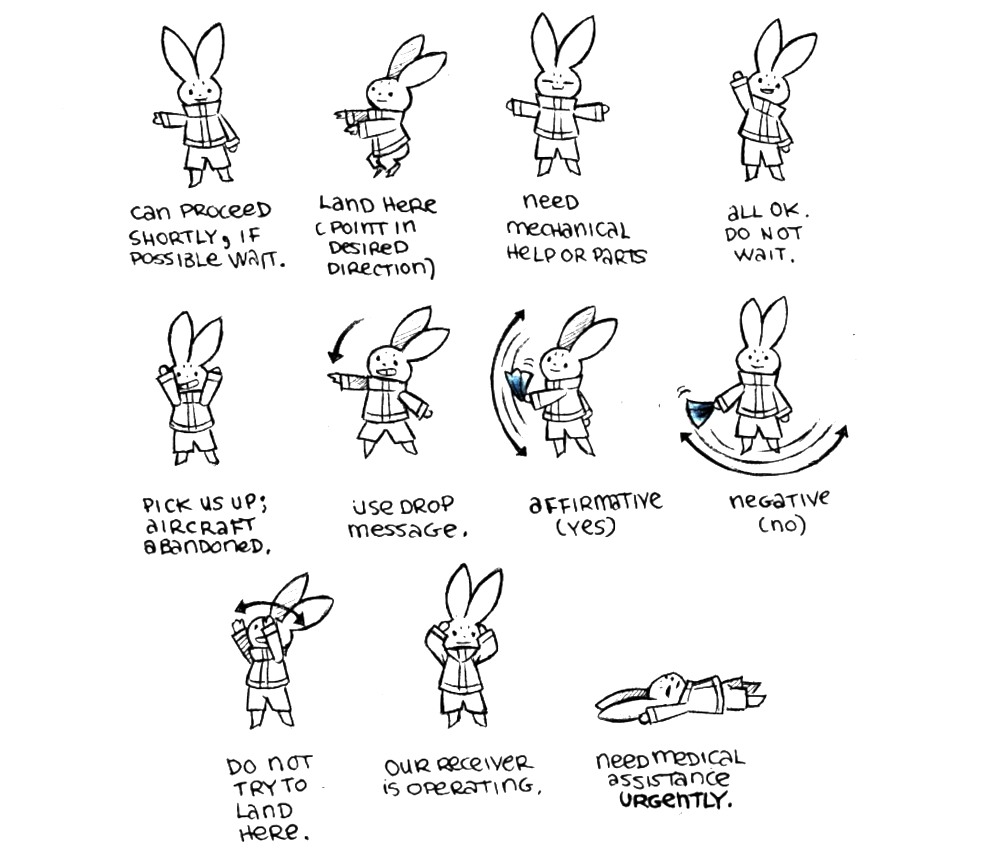 can PROCEED
SHORTLY, IF
POSSIBLE WAIT.
LAND HERE
(POINT IN
DESIRED
DIRECTION)
need
mechanical
HELP OR PARTS
aLL OK.
DO NOT
WAIT.
PICK US UP;
aIRCRaFT
aBanDoneD.
USE DROP
message.
aFFIRmaTIVE
(YES)
neGaTIVE
(no)
DO NOT
TRY TO
Land
HERE.
OUR RECEIVER
IS OPERATING.
neeD meDICaL
assISTance
URGENTLY.